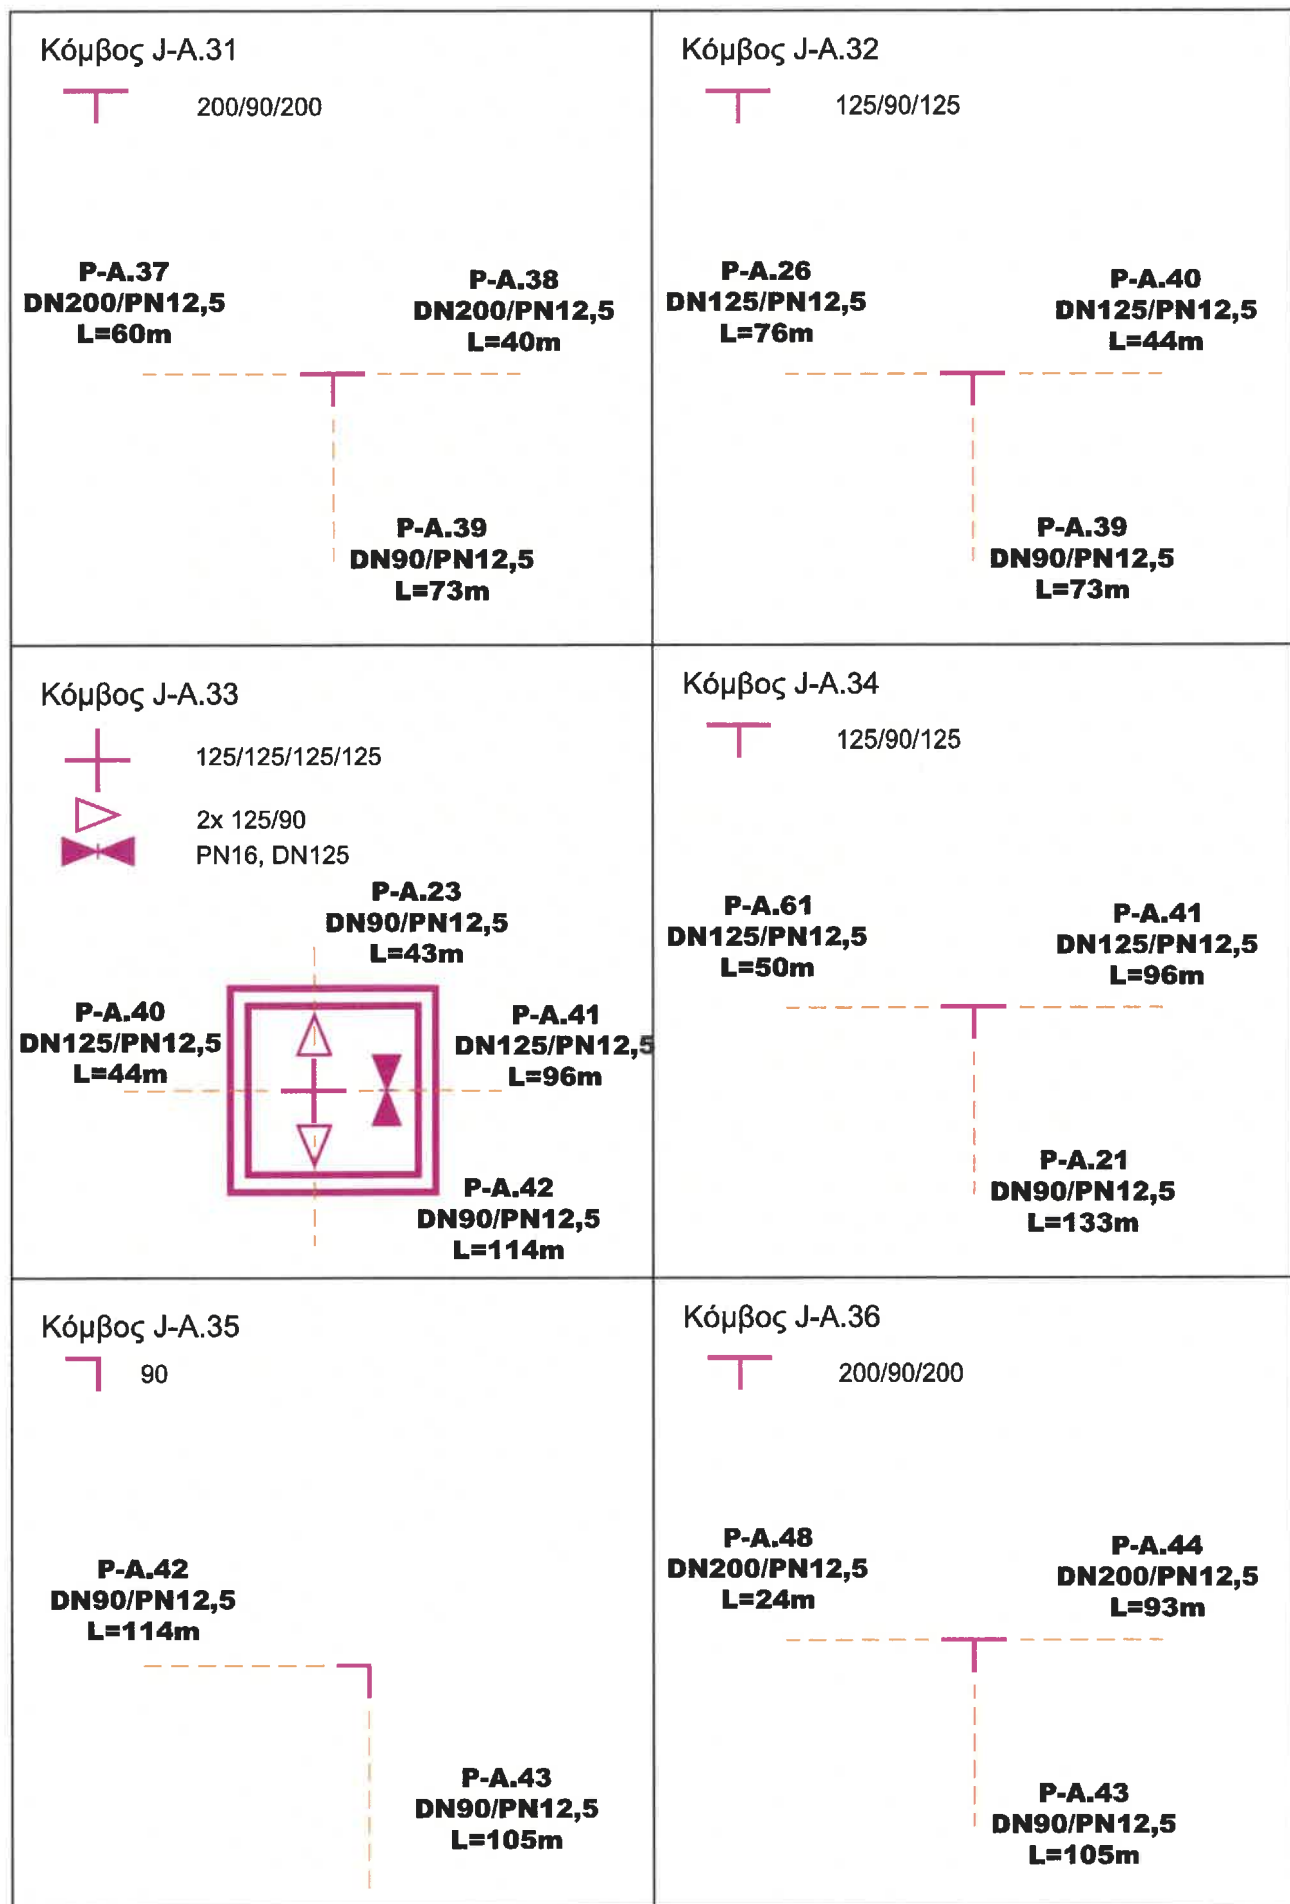 Κόμβος J-A.31
200/90/200
P-A.37
DN200/PN12,5
L=60m
P-A.38
DN200/PN12,5
L=40m
P-A.39
DN90/PN12,5
L=73m
Κόμβος J-A.32
125/90/125
P-A.26
DN125/PN12,5
L=76m
P-A.40
DN125/PN12,5
L=44m
P-A.39
DN90/PN12,5
L=73m
Κόμβος J-A.33
125/125/125/125
2x 125/90
PN16, DN125
P-A.23
DN90/PN12,5
L=43m
P-A.40
DN125/PN12,5
L=44m
P-A.41
DN125/PN12,5
L=96m
P-A.42
DN90/PN12,5
L=114m
Κόμβος J-A.34
125/90/125
P-A.61
DN125/PN12,5
L=50m
P-A.41
DN125/PN12,5
L=96m
P-A.21
DN90/PN12,5
L=133m
Κόμβος J-A.35
90
P-A.42
DN90/PN12,5
L=114m
P-A.43
DN90/PN12,5
L=105m
Κόμβος J-A.36
200/90/200
P-A.48
DN200/PN12,5
L=24m
P-A.44
DN200/PN12,5
L=93m
P-A.43
DN90/PN12,5
L=105m